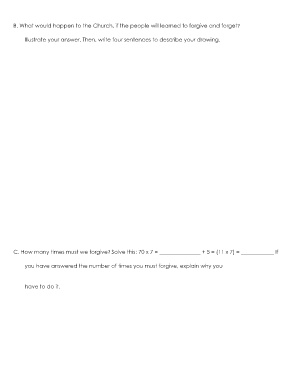 B. What would happen to the Church, if the people will learned to forgive and forget?
Illustrate your answer. Then, write four sentences to describe your drawing.
C. How many times must we forgive? Solve this: 70 x 7 = ______________ + 5 = (11 x 7) = ___________ If
you have answered the number of times you must forgive, explain why you
have to do it.